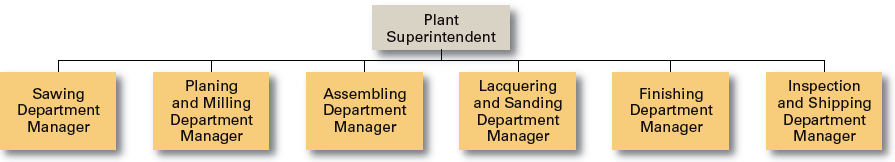 Plant
Superintendent
Sawing
Department
Manager
Planing
and Milling
Department
Manager
Assembling
Department
Manager
Lacquering
and Sanding
Department
Manager
Finishing
Department
Manager
Inspection
and Shipping
Department
Manager